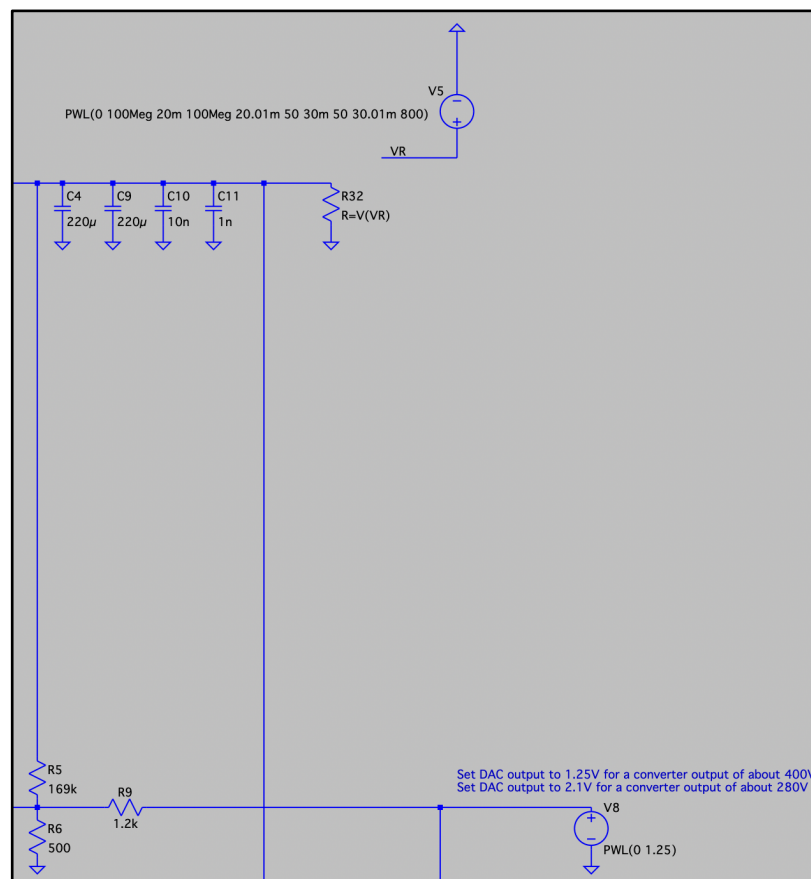 V5
PWL(0 100Meg 20m 100Meg 20.01m 50 30m 50 30.01m 800)
VR
C4
C9
C10
C11
R32
220µ
220µ
10n
1n
R=V(VR)
R5
169k
Set DAC output to 1.25V for a converter output of about 400V
Set DAC output to 2.1V for a converter output of about 280V
R9
1.2k
V8
R6
500
PWL(0 1.25)